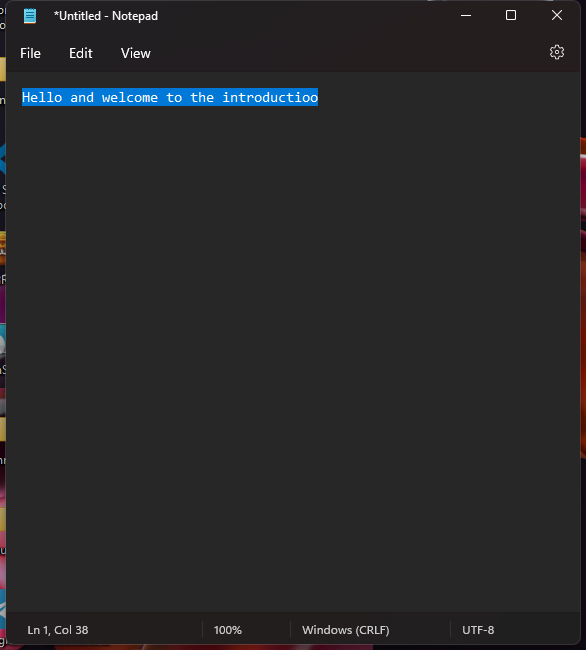 *Untitled - Notepad
File Edit View
Hello and welcome to the introductioo
Ln 1, Col 38 100% Windows (CRLF) UTF-8